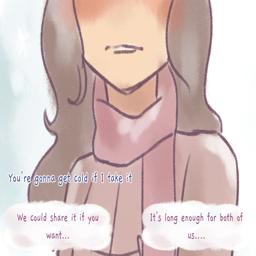 You're gonna get cold if I take it
We could share it if you
want...
It's long enough for both of
us....